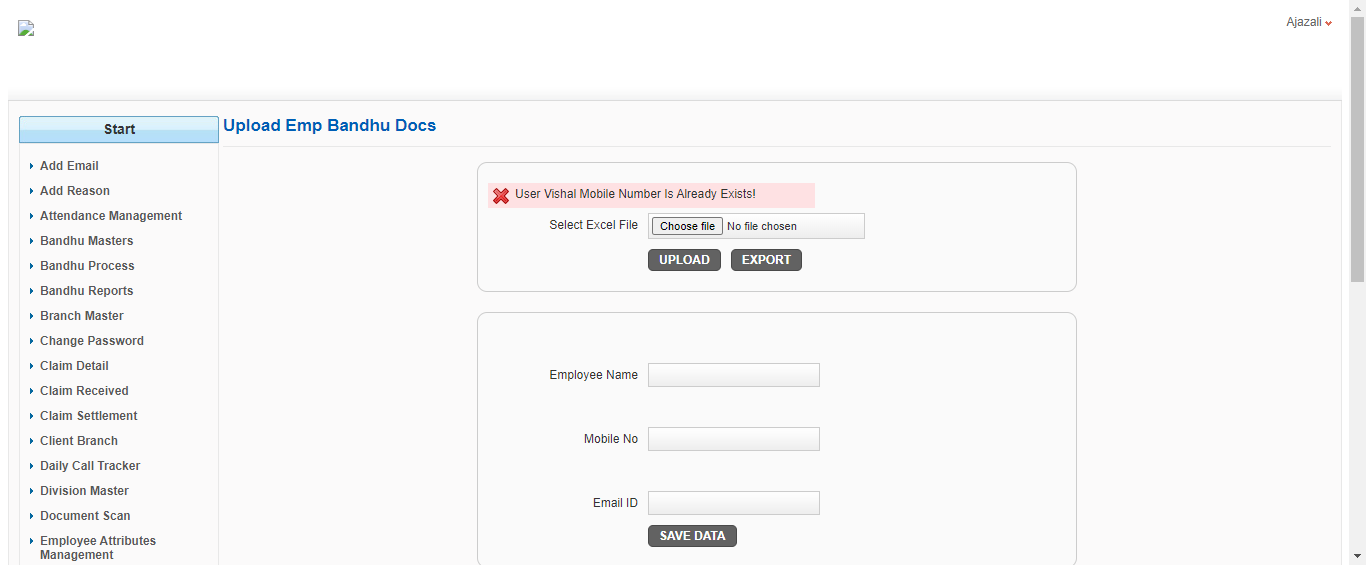 Ajazali
Start
Upload Emp Bandhu Docs
Add Email
Add Reason
Attendance Management
Bandhu Masters
Bandhu Process
Bandhu Reports
Branch Master
Change Password
Claim Detail
Claim Received
Claim Settlement
Client Branch
Daily Call Tracker
Division Master
Document Scan
Employee Attributes
Management
User Vishal Mobile Number Is Already Exists!
Select Excel File Choose file No file chosen
UPLOAD EXPORT
Employee Name
Mobile No
Email ID
SAVE DATA